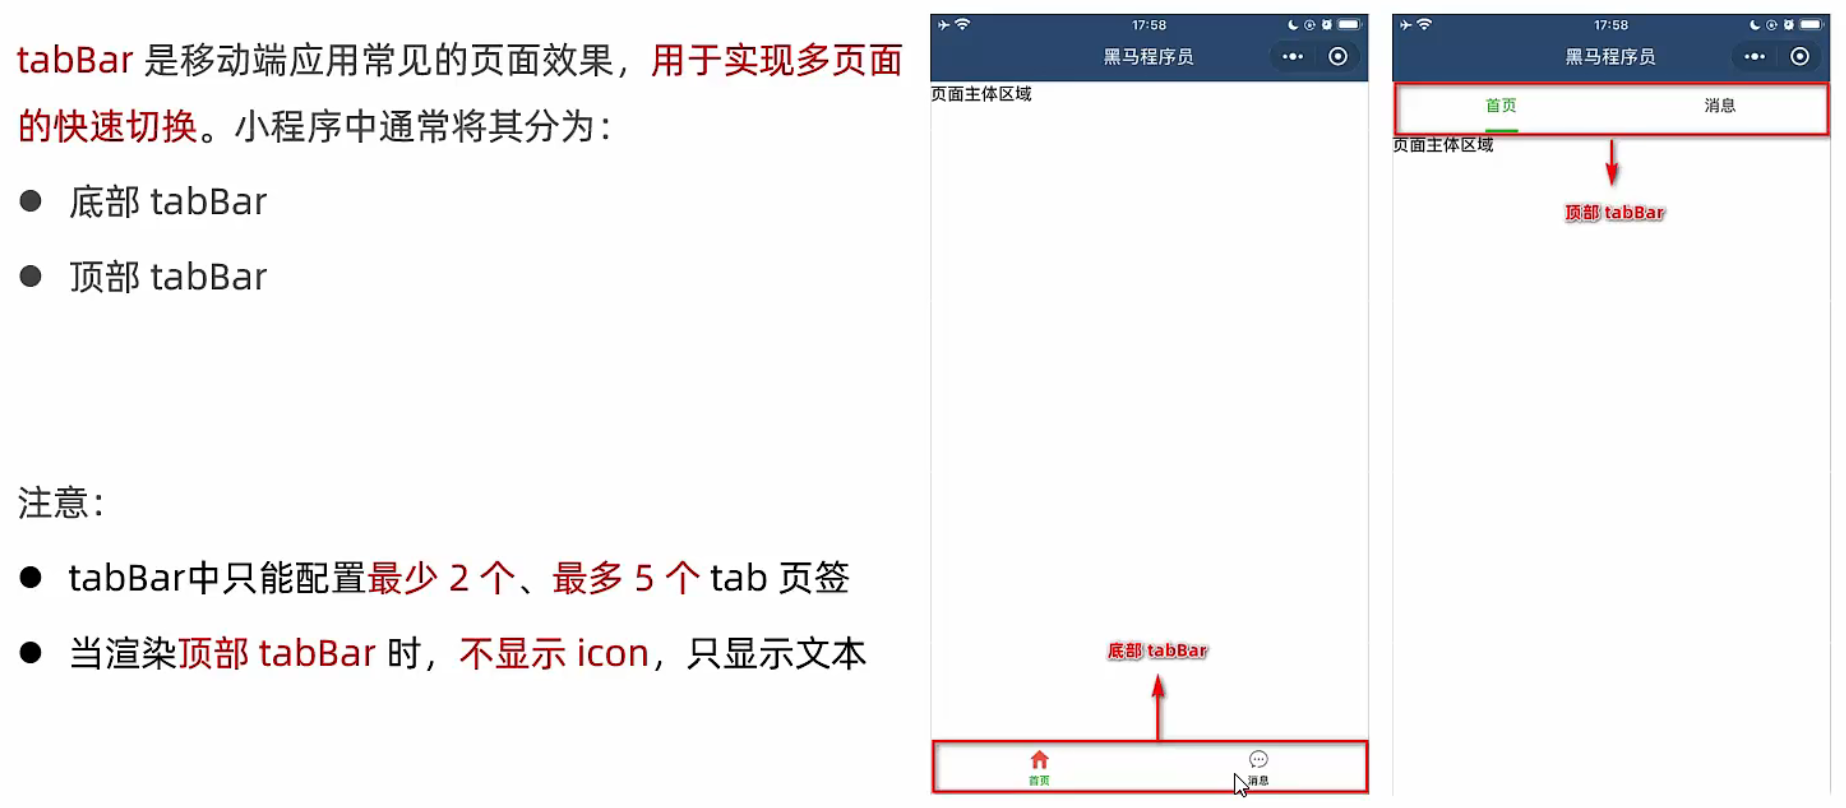 tabBar 是移动端应用常见的页面效果，用于实现多页面
的快速切换。小程序中通常将其分为：
● 底部 tabBar
● 顶部 tabBar
注意：
● tabBar中只能配置最少 2 个、最多 5 个 tab 页签
● 当渲染顶部 tabBar 时，不显示 icon，只显示文本
17:58
黑马程序员
页面主体区域
底部 tabBar
首页
消息
17:58
黑马程序员
首页
消息
页面主体区域
顶部 tabBar